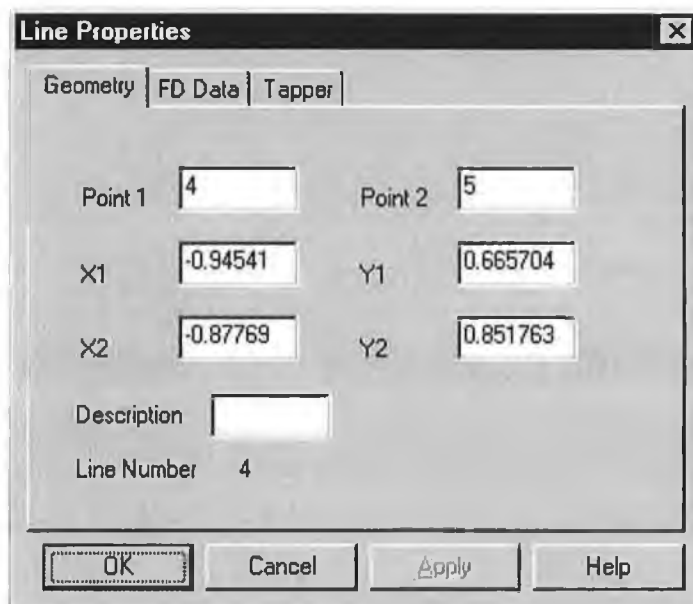 Line Properties
Geometry FD Data Tapper
Point 1 4 Point 2 5
X1 -0.94541 Y1 0.665704
X2 -0.87769 Y2 0.851763
Description
Line Number 4
OK Cancel Apply Help